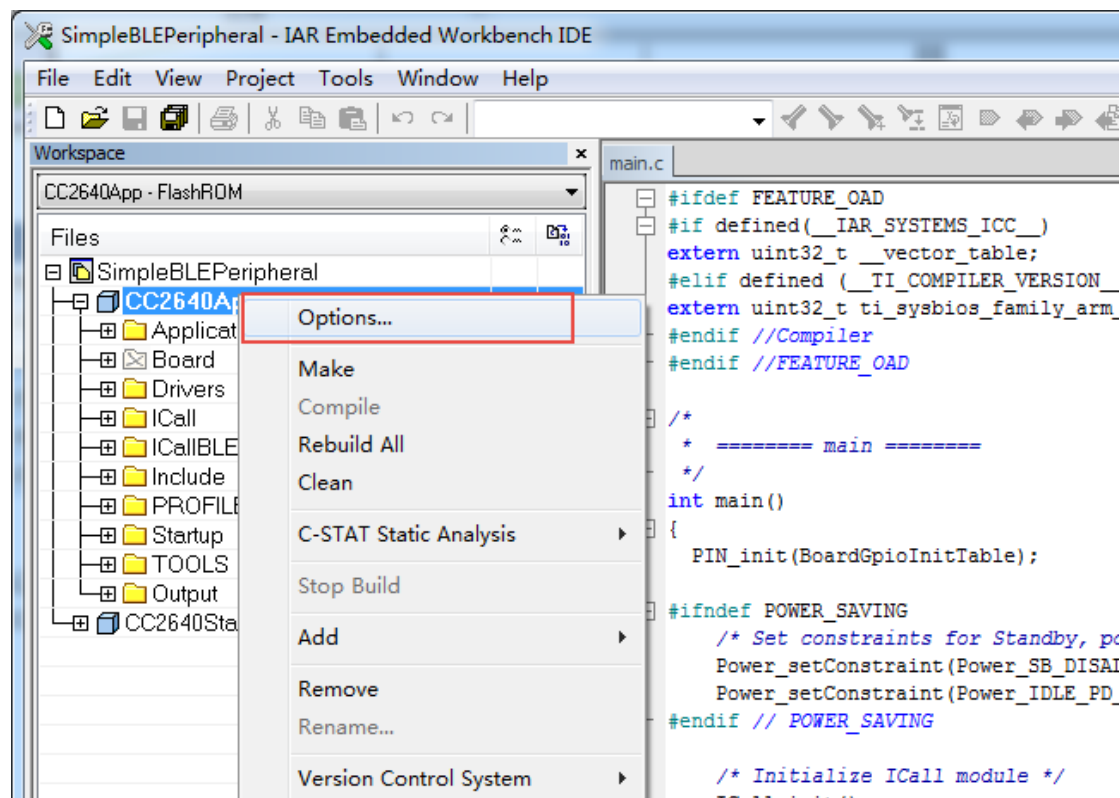 SimpleBLEPeripheral - IAR Embedded Workbench IDE
File Edit View Project Tools Window Help
Workspace
CC2640App - FlashROM
Files
SimpleBLEPeripheral
CC2640Ap
Applicat
Board
Drivers
ICall
ICallBLE
Include
PROFILE
Startup
TOOLS
Output
CC2640Sta
Options...
Make
Compile
Rebuild All
Clean
C-STAT Static Analysis
Stop Build
Add
Remove
Rename...
Version Control System
main.c
#ifdef FEATURE_OAD
#if defined(__IAR_SYSTEMS_ICC__)
extern uint32_t __vector_table;
#elif defined (__TI_COMPILER_VERSION__
extern uint32_t ti_sysbios_family_arm_
#endif //Compiler
#endif //FEATURE_OAD
/*
* ======== main ========
*/
int main()
{
PIN_init(BoardGpioInitTable);
#ifndef POWER_SAVING
/* Set constraints for Standby, po
Power_setConstraint(Power_SB_DISAL
Power_setConstraint(Power_IDLE_PD_
#endif // POWER_SAVING
/* Initialize ICall module */